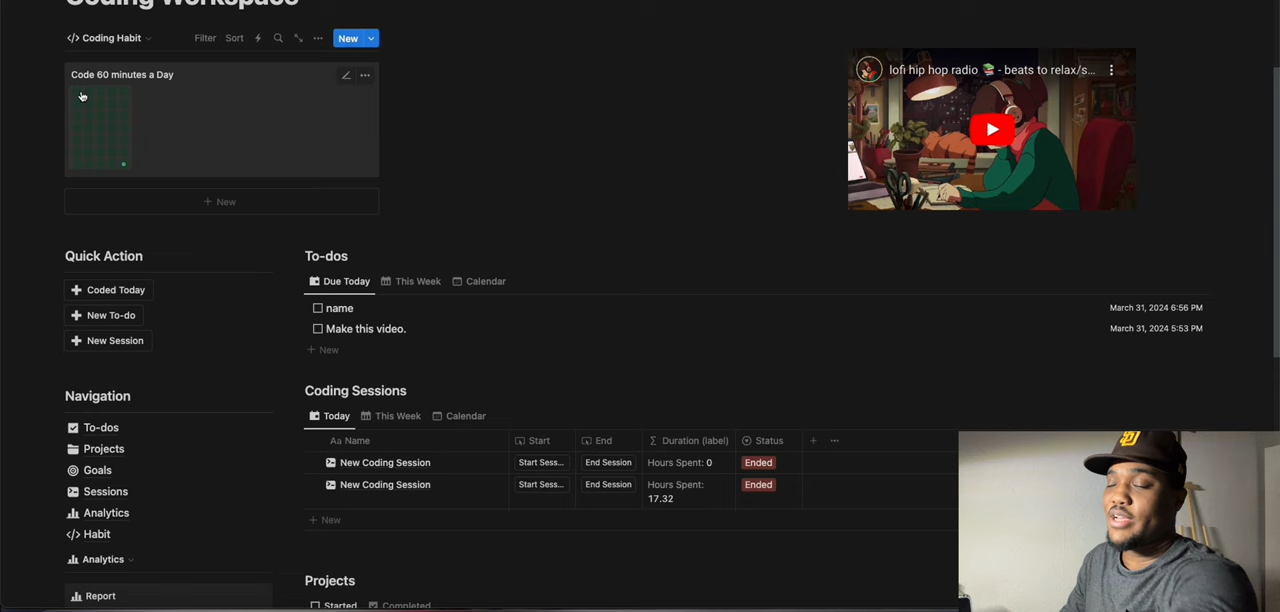 Coding Workspace
</> Coding Habit
Filter Sort
New
Code 60 minutes a Day
+ New
lofi hip hop radio 📚 - beats to relax/s...
Quick Action
+ Coded Today
+ New To-do
+ New Session
To-dos
Due Today This Week Calendar
name March 31, 2024 6:56 PM
Make this video. March 31, 2024 5:53 PM
+ New
Navigation
To-dos
Projects
Goals
Sessions
Analytics
</> Habit
Analytics
Report
Coding Sessions
Today This Week Calendar
Aa Name Start End Σ Duration (label) Status + ...
New Coding Session Start Sess... End Session Hours Spent: 0 Ended
New Coding Session Start Sess... End Session Hours Spent: Ended
17.32
+ New
Projects
Started Completed